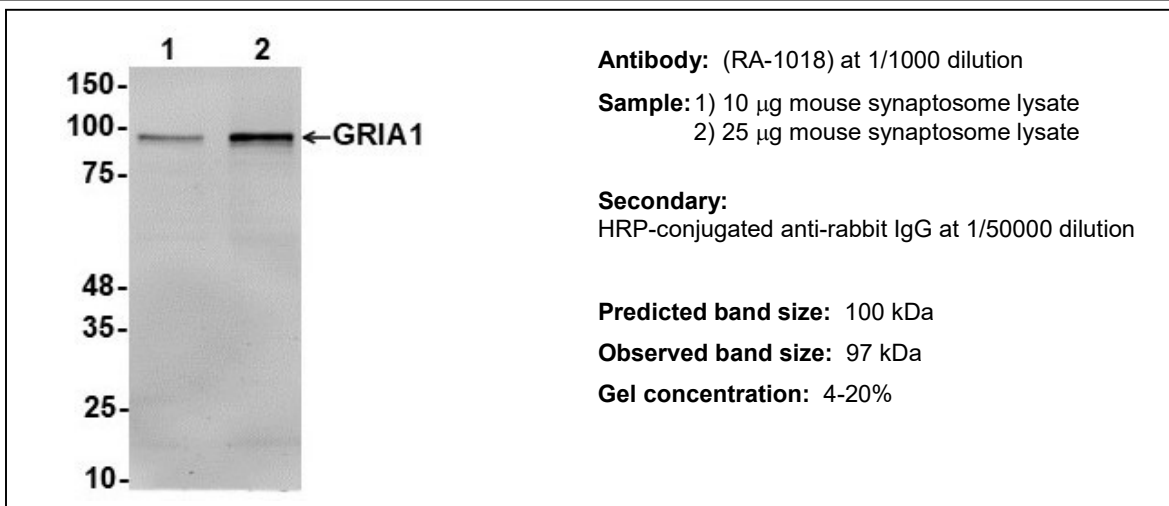 1 2
150-
100-
←GRIA1
75-
48-
35-
25-
10-
Antibody: (RA-1018) at 1/1000 dilution
Sample: 1) 10 μg mouse synaptosome lysate
2) 25 μg mouse synaptosome lysate
Secondary:
HRP-conjugated anti-rabbit IgG at 1/50000 dilution
Predicted band size: 100 kDa
Observed band size: 97 kDa
Gel concentration: 4-20%